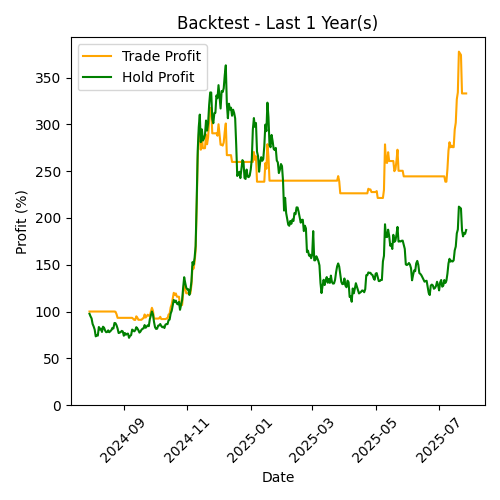 Backtest - Last 1 Year(s)
Trade Profit
Hold Profit
Profit (%)
350
300
250
200
150
100
50
0
2024-09
2024-11
2025-01
2025-03
2025-05
2025-07
Date